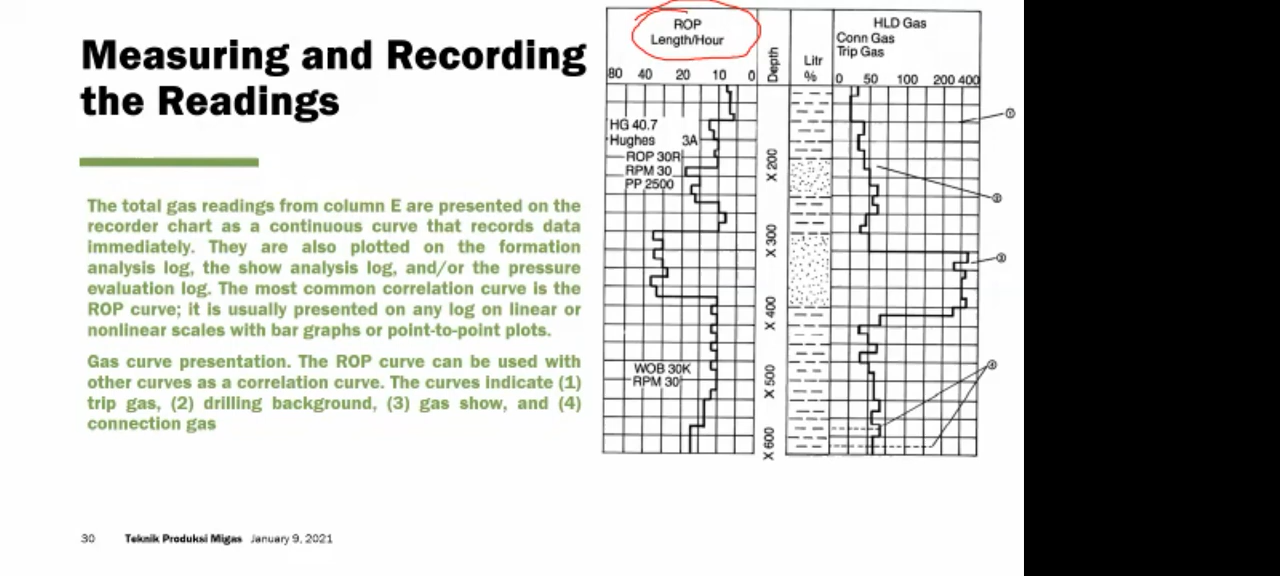 Measuring and Recording
the Readings
The total gas readings from column E are presented on the
recorder chart as a continuous curve that records data
immediately. They are also plotted on the formation
analysis log, the show analysis log, and/or the pressure
evaluation log. The most common correlation curve is the
ROP curve; it is usually presented on any log on linear or
nonlinear scales with bar graphs or point-to-point plots.
Gas curve presentation. The ROP curve can be used with
other curves as a correlation curve. The curves indicate (1)
trip gas, (2) drilling background, (3) gas show, and (4)
connection gas
30 Teknik Produksi Migas January 9, 2021
ROP
Length/Hour
80 40 20 10 0
HG 40.7
Hughes 3A
ROP 30R
RPM 30
PP 2500
WOB 30K
RPM 30
Depth
X 200
X 300
X 400
X 500
X 600
Litr
%
HLD Gas
Conn Gas
Trip Gas
0 50 100 200 400
1
2
3
4